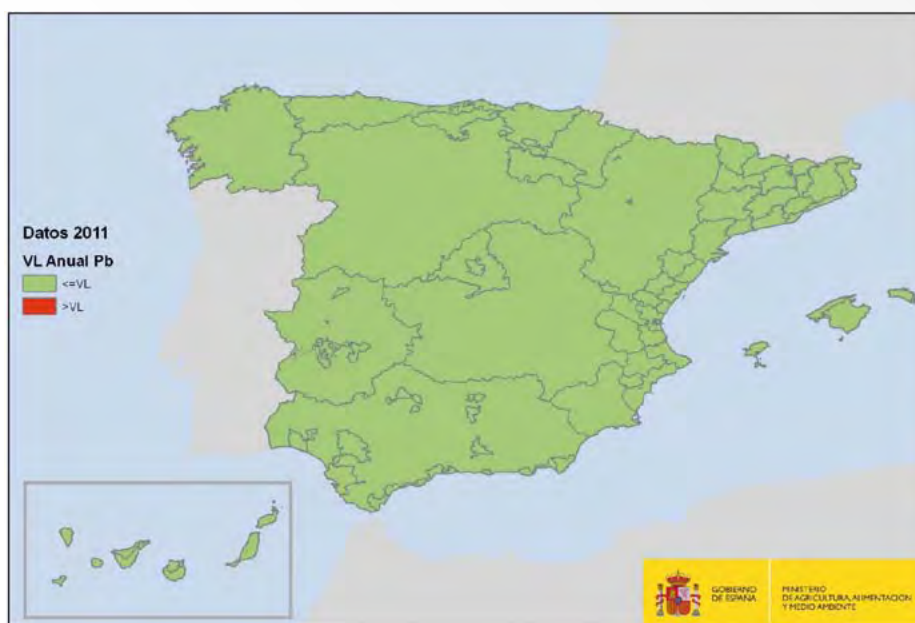 Datos 2011
VL Anual Pb
<=VL
>VL
GOBIERNO
DE ESPAÑA
MINISTERIO
DE AGRICULTURA, ALIMENTACIÓN
Y MEDIO AMBIENTE